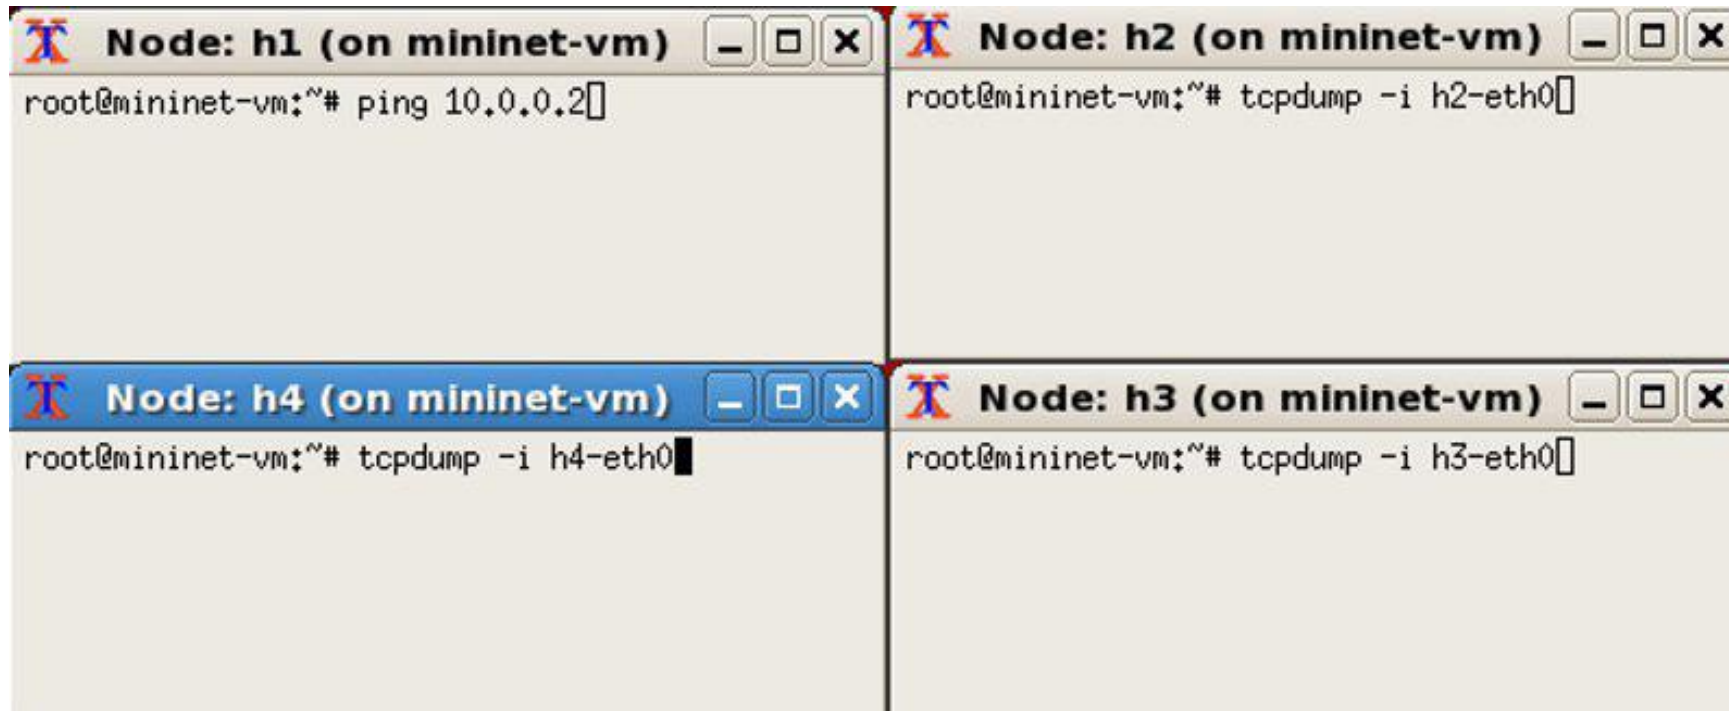 Node: h1 (on mininet-vm)
root@mininet-vm:~# ping 10.0.0.2
Node: h2 (on mininet-vm)
root@mininet-vm:~# tcpdump -i h2-eth0
Node: h4 (on mininet-vm)
root@mininet-vm:~# tcpdump -i h4-eth0
Node: h3 (on mininet-vm)
root@mininet-vm:~# tcpdump -i h3-eth0